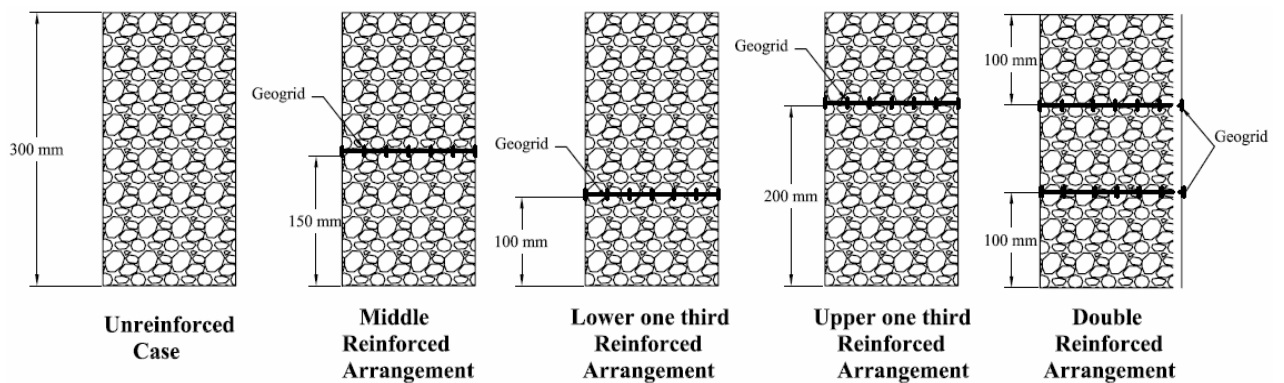 300 mm
Unreinforced
Case
Geogrid
150 mm
Middle
Reinforced
Arrangement
Geogrid
100 mm
Lower one third
Reinforced
Arrangement
Geogrid
200 mm
Upper one third
Reinforced
Arrangement
100 mm
Geogrid
100 mm
Double
Reinforced
Arrangement